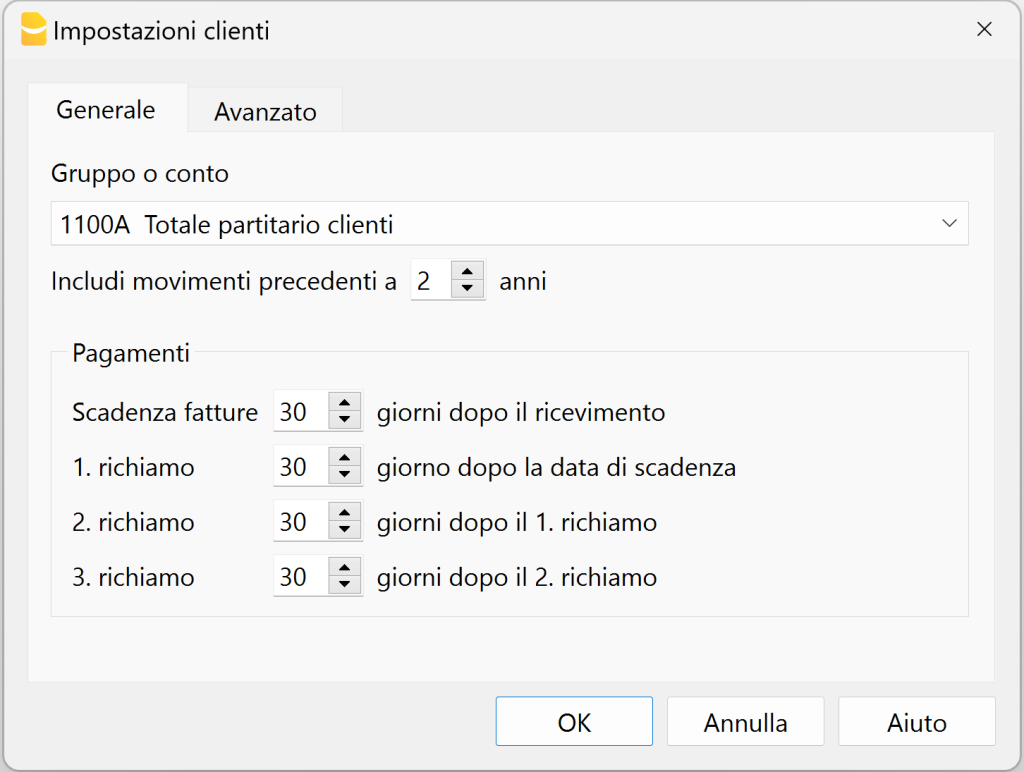 Impostazioni clienti
Generale Avanzato
Gruppo o conto
1100A Totale partitario clienti
Includi movimenti precedenti a 2 anni
Pagamenti
Scadenza fatture 30 giorni dopo il ricevimento
1. richiamo 30 giorno dopo la data di scadenza
2. richiamo 30 giorni dopo il 1. richiamo
3. richiamo 30 giorni dopo il 2. richiamo
OK Annulla Aiuto